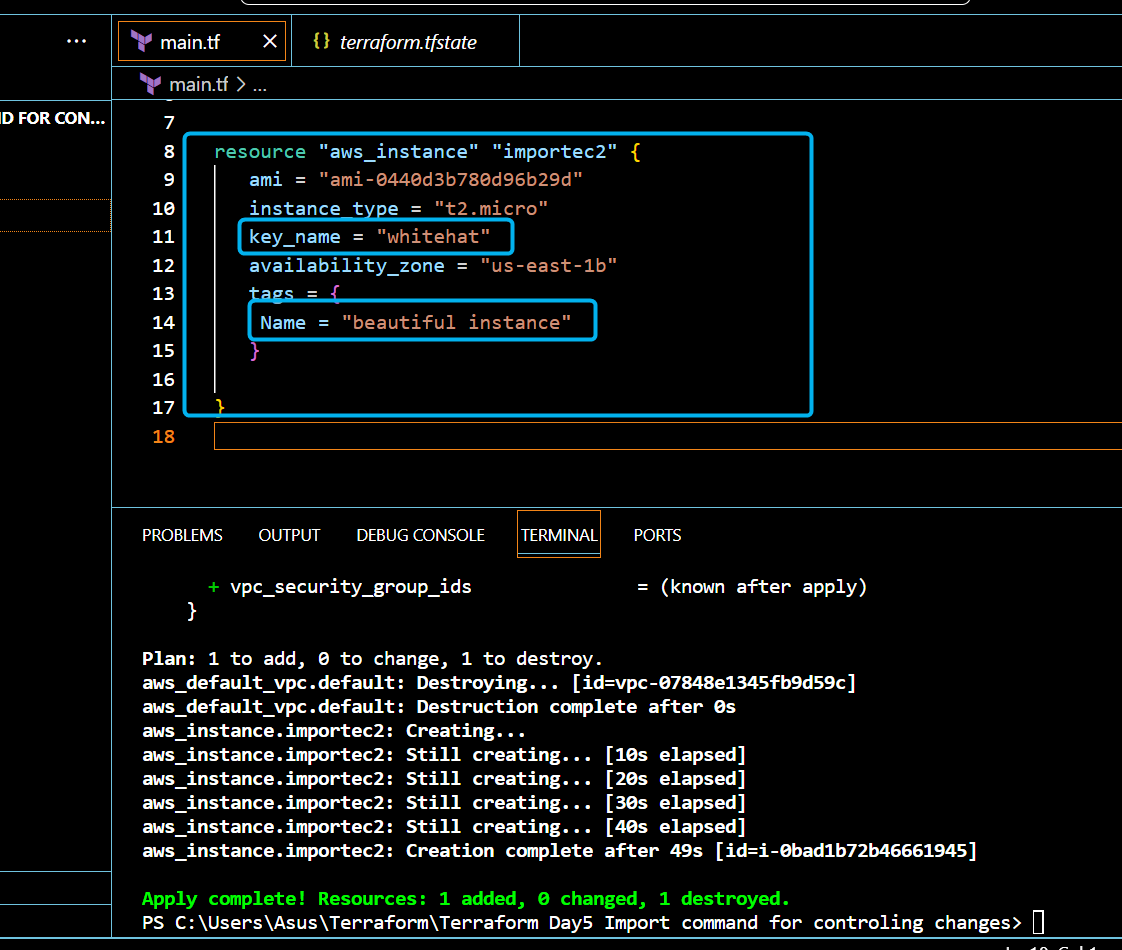 ...
main.tf
{} terraform.tfstate
main.tf > ...
ID FOR CON...
7
8 resource "aws_instance" "importec2" {
9 ami = "ami-0440d3b780d96b29d"
10 instance_type = "t2.micro"
11 key_name = "whitehat"
12 availability_zone = "us-east-1b"
13 tags = {
14 Name = "beautiful instance"
15 }
16
17 }
18
PROBLEMS OUTPUT DEBUG CONSOLE TERMINAL PORTS
+ vpc_security_group_ids = (known after apply)
}
Plan: 1 to add, 0 to change, 1 to destroy.
aws_default_vpc.default: Destroying... [id=vpc-07848e1345fb9d59c]
aws_default_vpc.default: Destruction complete after 0s
aws_instance.importec2: Creating...
aws_instance.importec2: Still creating... [10s elapsed]
aws_instance.importec2: Still creating... [20s elapsed]
aws_instance.importec2: Still creating... [30s elapsed]
aws_instance.importec2: Still creating... [40s elapsed]
aws_instance.importec2: Creation complete after 49s [id=i-0bad1b72b46661945]
Apply complete! Resources: 1 added, 0 changed, 1 destroyed.
PS C:\Users\Asus\Terraform\Terraform Day5 Import command for controling changes>